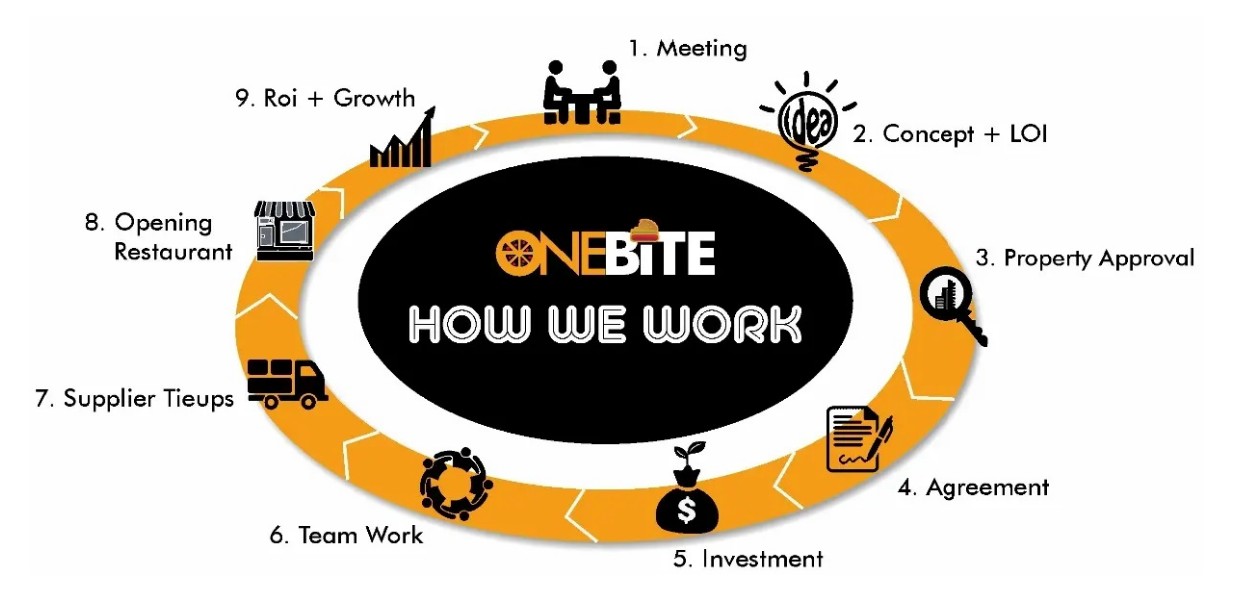 1. Meeting
idea
2. Concept + LOI
3. Property Approval
4. Agreement
$
5. Investment
6. Team Work
7. Supplier Tieups
8. Opening
Restaurant
9. Roi + Growth
ONEBiTE
HOW WE WORK